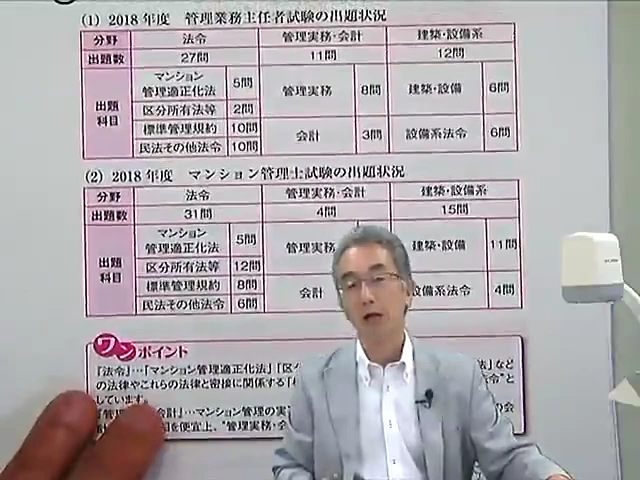 (1) 2018年度 管理業務主任者試験の出題状況
分野 法令 管理実務・会計 建築・設備系
出題数 27問 11問 12問
出題科目
マンション管理適正化法 5問 管理実務 8問 建築・設備 6問
区分所有法等 2問
標準管理規約 10問 会計 3問 設備系法令 6問
民法その他法令 10問
(2) 2018年度 マンション管理士試験の出題状況
分野 法令 管理実務・会計 建築・設備系
出題数 31問 4問 15問
出題科目
マンション管理適正化法 5問 管理実務 建築・設備 11問
区分所有法等 12問
標準管理規約 8問 会計 設備系法令 4問
民法その他法令 6問
ワンポイント
「法令」…「マンション管理適正化法」「区分 法」など
の法律やこれらの法律と密接に関係する「
しています。
会計」…マンション管理の実
を便宜上、"管理実務・会